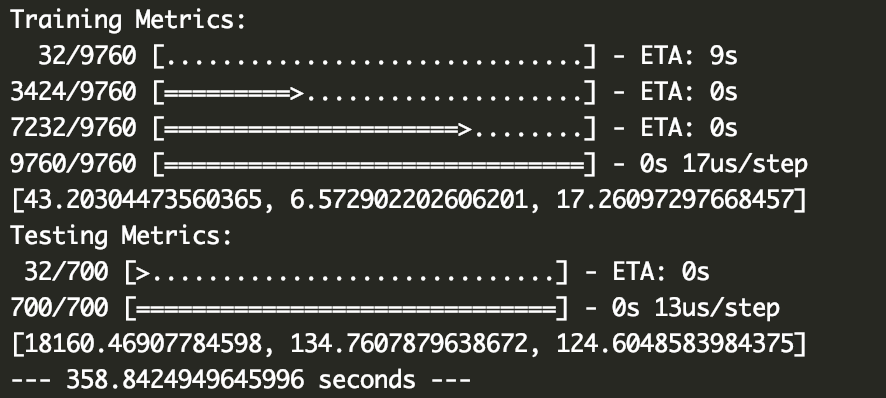 Training Metrics:
32/9760 [..............................] - ETA: 9s
3424/9760 [=========>....................] - ETA: 0s
7232/9760 [=====================>........] - ETA: 0s
9760/9760 [==============================] - 0s 17us/step
[43.20304473560365, 6.572902202606201, 17.26097297668457]
Testing Metrics:
32/700 [>.............................] - ETA: 0s
700/700 [==============================] - 0s 13us/step
[18160.46907784598, 134.7607879638672, 124.6048583984375]
--- 358.8424949645996 seconds ---